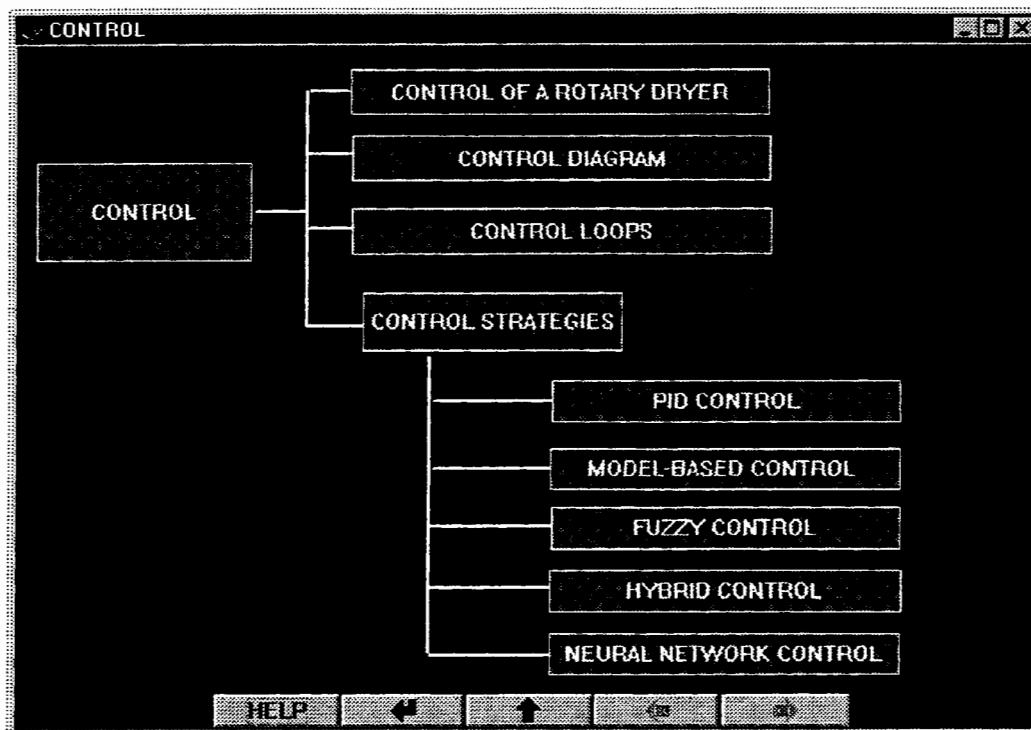 CONTROL
CONTROL OF A ROTARY DRYER
CONTROL DIAGRAM
CONTROL
CONTROL LOOPS
CONTROL STRATEGIES
PID CONTROL
MODEL-BASED CONTROL
FUZZY CONTROL
HYBRID CONTROL
NEURAL NETWORK CONTROL
HELP